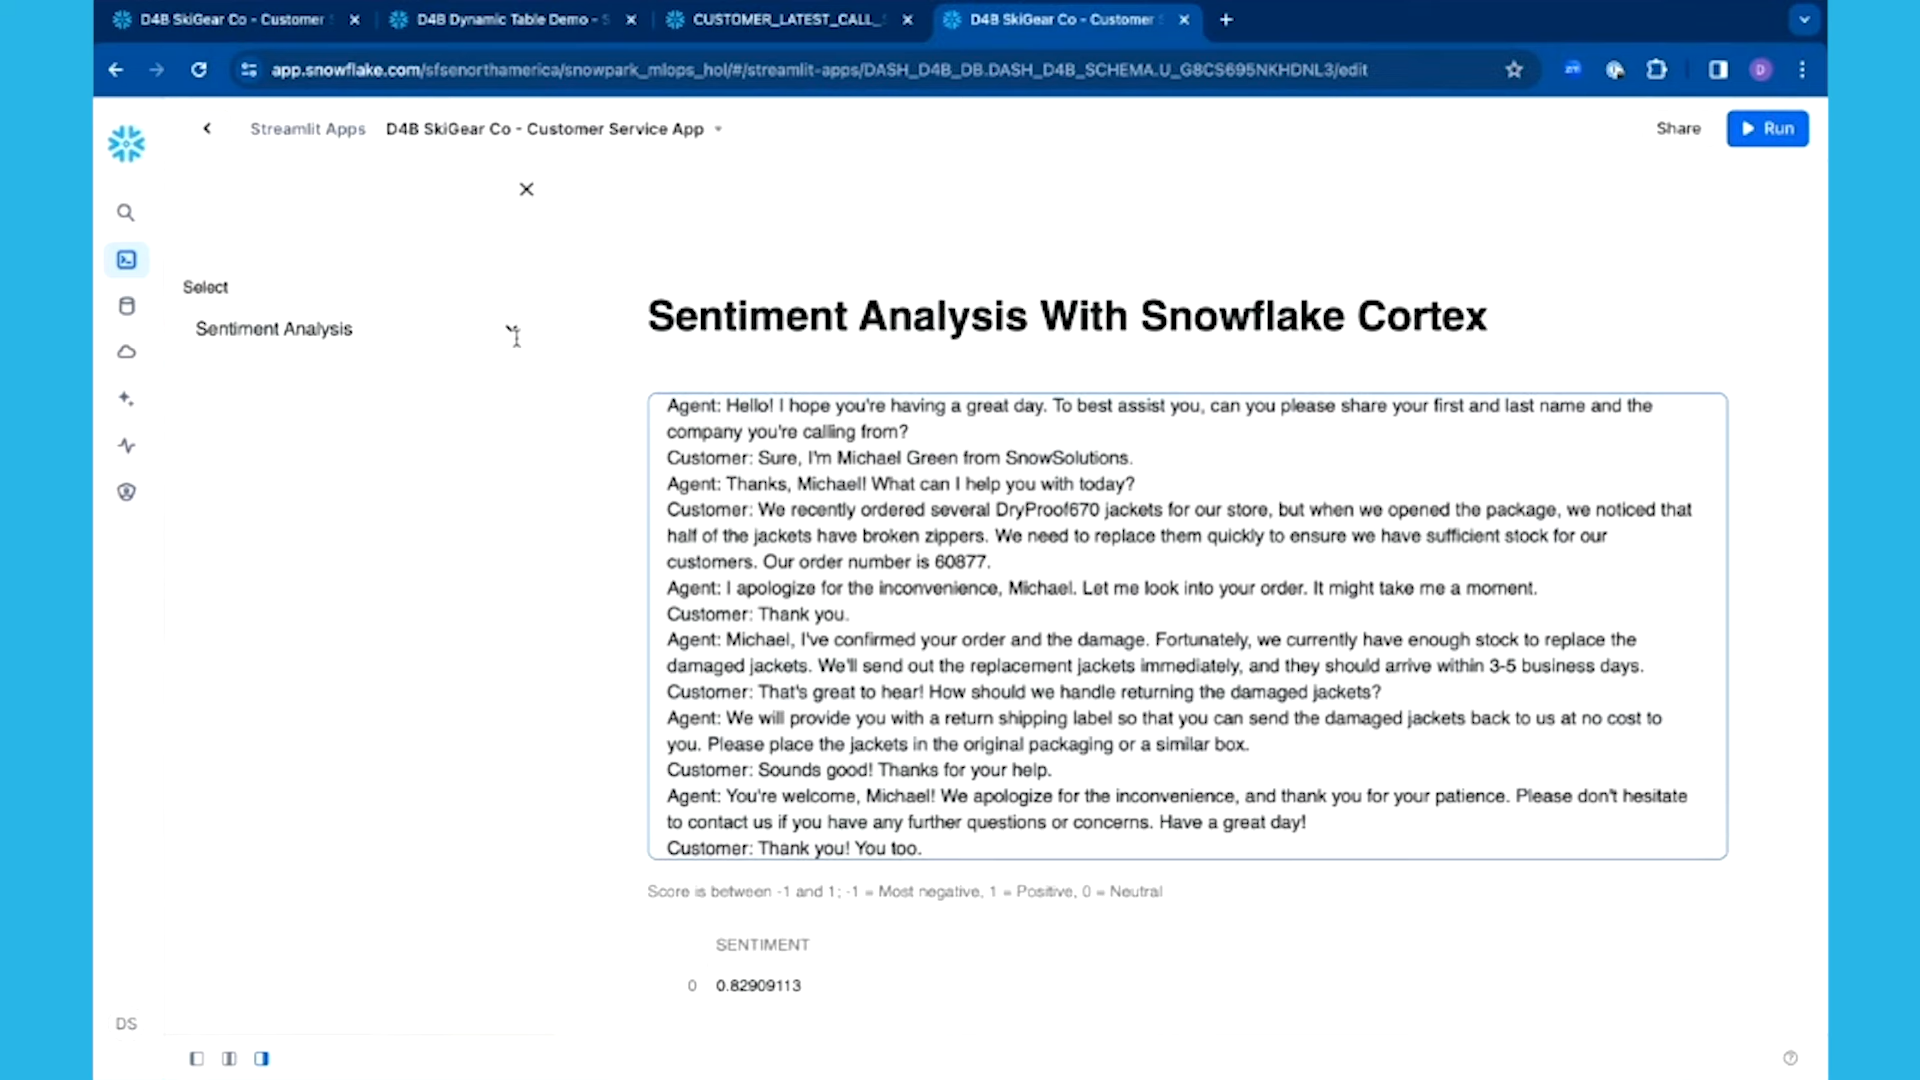 D4B SkiGear Co - Customer
D4B Dynamic Table Demo - S
CUSTOMER_LATEST_CALL_
D4B SkiGear Co - Customer S
app.snowflake.com/sfsenorthamerica/snowpark_mlops_hol/#/streamlit-apps/DASH_D4B_DB.DASH_D4B_SCHEMA.U_G8CS695NKHDNL3/edit
D
Streamlit Apps
D4B SkiGear Co - Customer Service App
Share
Run
Select
Sentiment Analysis
Sentiment Analysis With Snowflake Cortex
Agent: Hello! I hope you're having a great day. To best assist you, can you please share your first and last name and the
company you're calling from?
Customer: Sure, I'm Michael Green from SnowSolutions.
Agent: Thanks, Michael! What can I help you with today?
Customer: We recently ordered several DryProof670 jackets for our store, but when we opened the package, we noticed that
half of the jackets have broken zippers. We need to replace them quickly to ensure we have sufficient stock for our
customers. Our order number is 60877.
Agent: I apologize for the inconvenience, Michael. Let me look into your order. It might take me a moment.
Customer: Thank you.
Agent: Michael, I've confirmed your order and the damage. Fortunately, we currently have enough stock to replace the
damaged jackets. We'll send out the replacement jackets immediately, and they should arrive within 3-5 business days.
Customer: That's great to hear! How should we handle returning the damaged jackets?
Agent: We will provide you with a return shipping label so that you can send the damaged jackets back to us at no cost to
you. Please place the jackets in the original packaging or a similar box.
Customer: Sounds good! Thanks for your help.
Agent: You're welcome, Michael! We apologize for the inconvenience, and thank you for your patience. Please don't hesitate
to contact us if you have any further questions or concerns. Have a great day!
Customer: Thank you! You too.
Score is between -1 and 1; -1 = Most negative, 1 = Positive, 0 = Neutral
SENTIMENT
0 0.82909113
DS